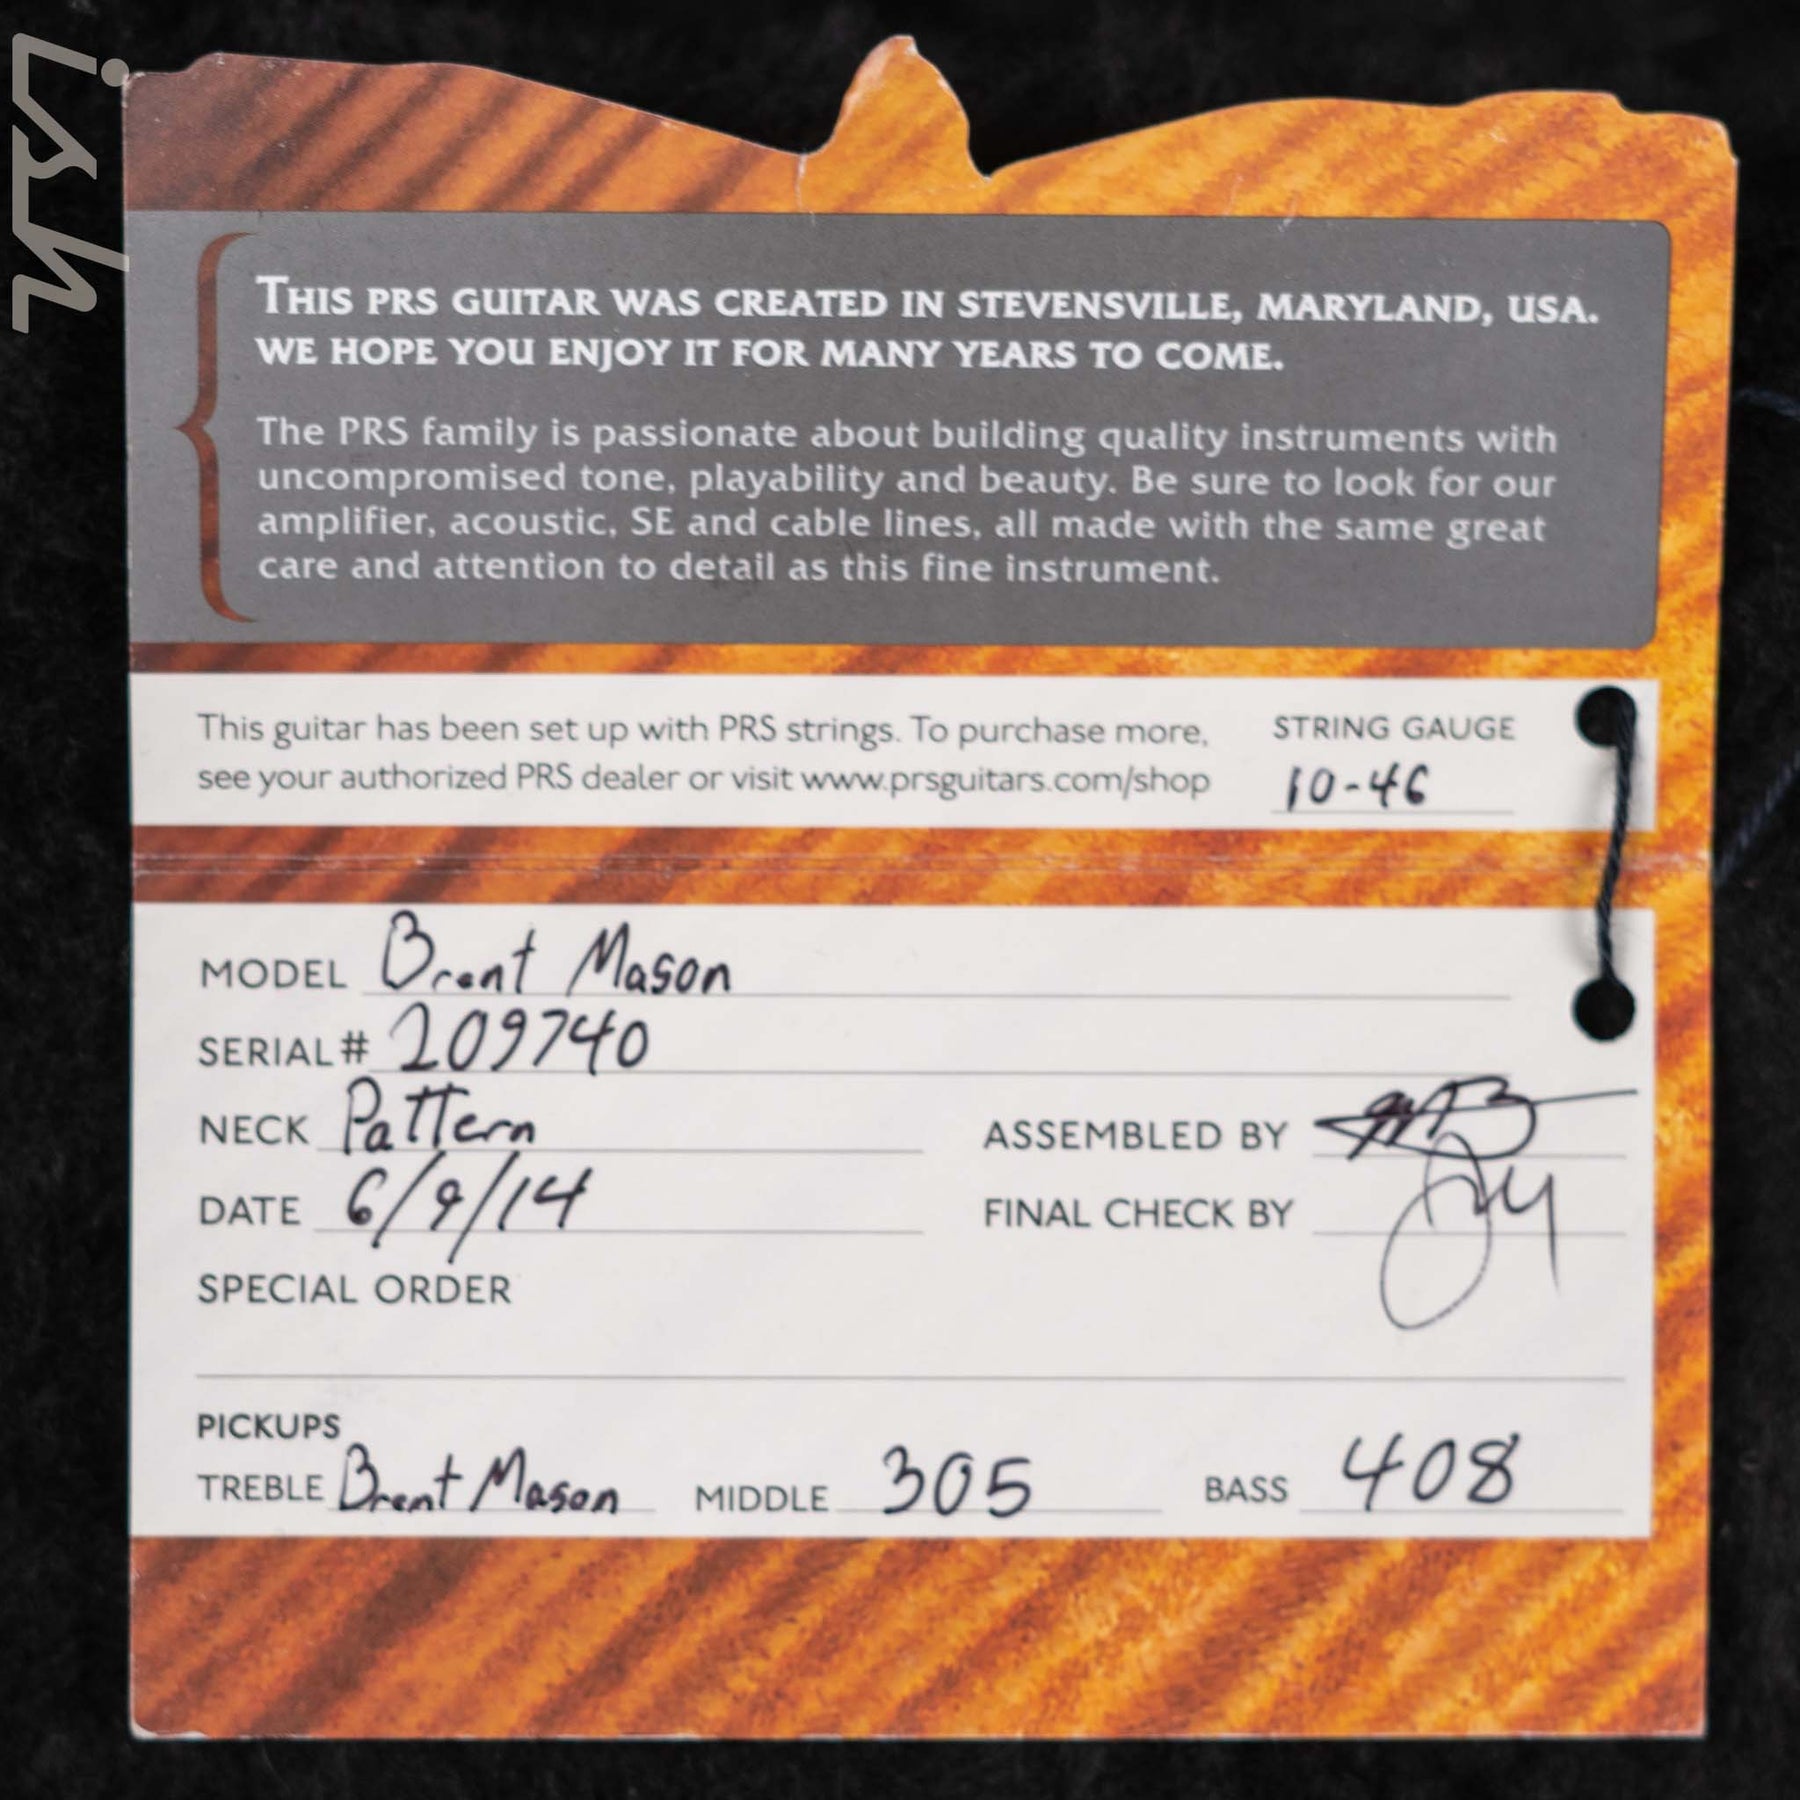 ish
THIS PRS GUITAR WAS CREATED IN STEVENSVILLE, MARYLAND, USA.
WE HOPE YOU ENJOY IT FOR MANY YEARS TO COME.
The PRS family is passionate about building quality instruments with
uncompromised tone, playability and beauty. Be sure to look for our
amplifier, acoustic, SE and cable lines, all made with the same great
care and attention to detail as this fine instrument.
This guitar has been set up with PRS strings. To purchase more,
see your authorized PRS dealer or visit www.prsguitars.com/shop
STRING GAUGE
10-46
MODEL Brent Mason
SERIAL# 209740
NECK Pattern
ASSEMBLED BY
DATE 6/9/14
FINAL CHECK BY
SPECIAL ORDER
PICKUPS
TREBLE Brent Mason MIDDLE 305 BASS 408